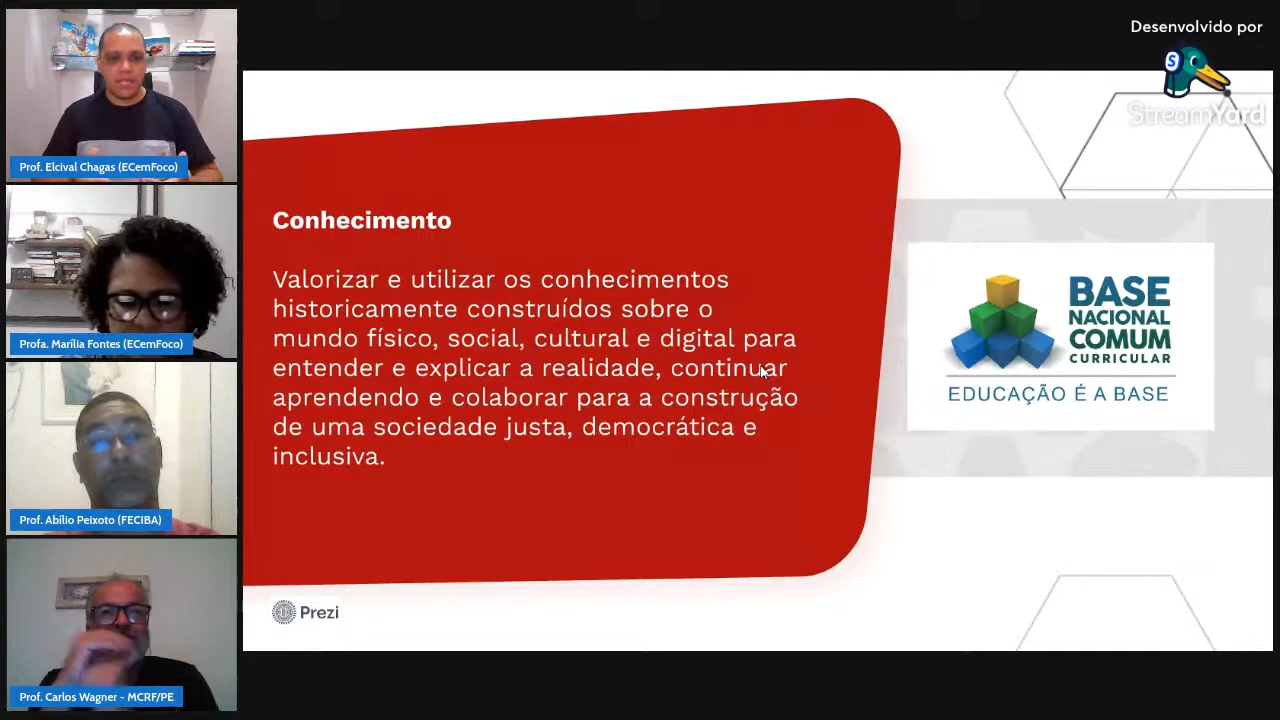 Desenvolvido por
S
StreamYard
Prof. Elcival Chagas (ECemFoco)
Profa. Marília Fontes (ECemFoco)
Prof. Abílio Peixoto (FECIBA)
Prof. Carlos Wagner - MCRF/PE
Conhecimento
Valorizar e utilizar os conhecimentos
historicamente construídos sobre o
mundo físico, social, cultural e digital para
entender e explicar a realidade, continuar
aprendendo e colaborar para a construção
de uma sociedade justa, democrática e
inclusiva.
Prezi
BASE
NACIONAL
COMUM
CURRICULAR
EDUCAÇÃO É A BASE